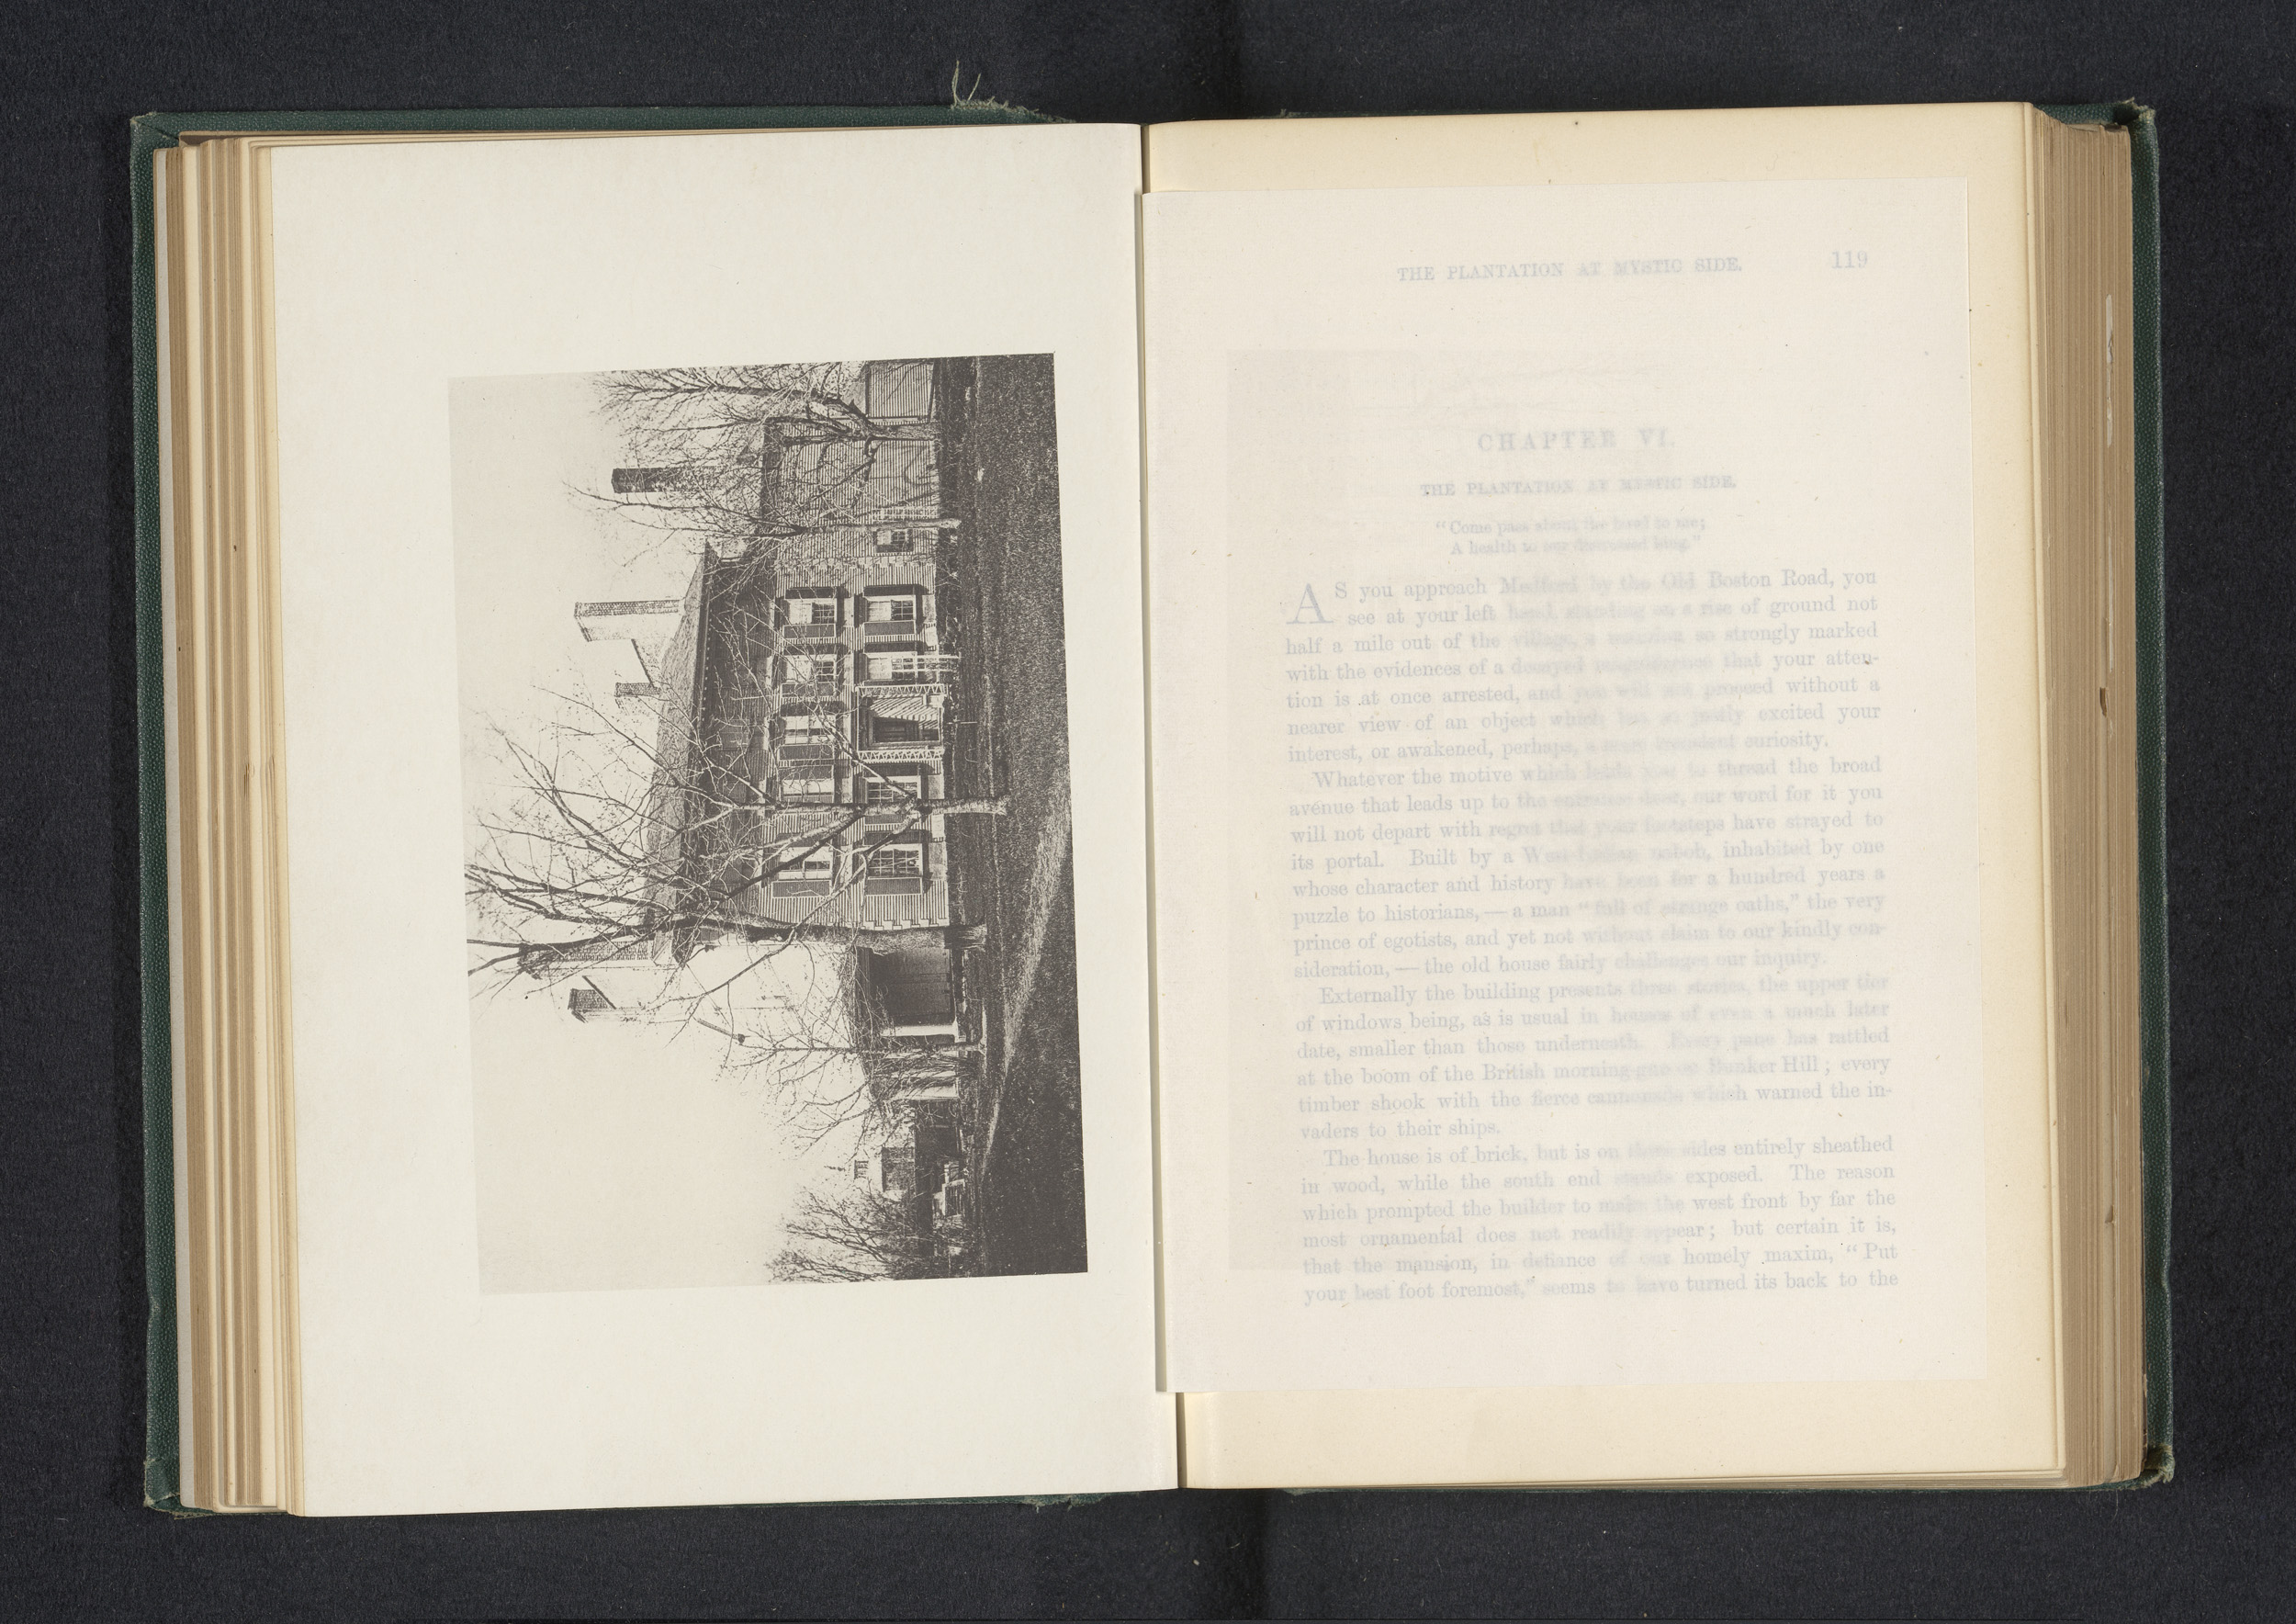 THE PLANTATION AT MYSTIC SIDE. 119
CHAPTER VI.
THE PLANTATION AT MYSTIC SIDE.
"Come pass about the bowl to me;
A health to our distressed king."
AS you approach Medford by the Old Boston Road, you
see at your left hand, standing on a rise of ground not
half a mile out of the village, a mansion so strongly marked
with the evidences of a decayed magnificence that your atten-
tion is at once arrested, and you will not proceed without a
nearer view of an object which has so justly excited your
interest, or awakened, perhaps, a mere transient curiosity.
Whatever the motive which leads you to thread the broad
avenue that leads up to the entrance door, our word for it you
will not depart with regret that your footsteps have strayed to
its portal. Built by a West-Indian nabob, inhabited by one
whose character and history have been for a hundred years a
puzzle to historians, — a man "full of strange oaths," the very
prince of egotists, and yet not without claim to our kindly con-
sideration, — the old house fairly challenges our inquiry.
Externally the building presents three stories, the upper tier
of windows being, as is usual in houses of even a much later
date, smaller than those underneath. Every pane has rattled
at the boom of the British morning-gun on Bunker Hill; every
timber shook with the fierce cannonade which warned the in-
vaders to their ships.
The house is of brick, but is on three sides entirely sheathed
in wood, while the south end stands exposed. The reason
which prompted the builder to make the west front by far the
most ornamental does not readily appear; but certain it is,
that the mansion, in defiance of our homely maxim, "Put
your best foot foremost," seems to have turned its back to the